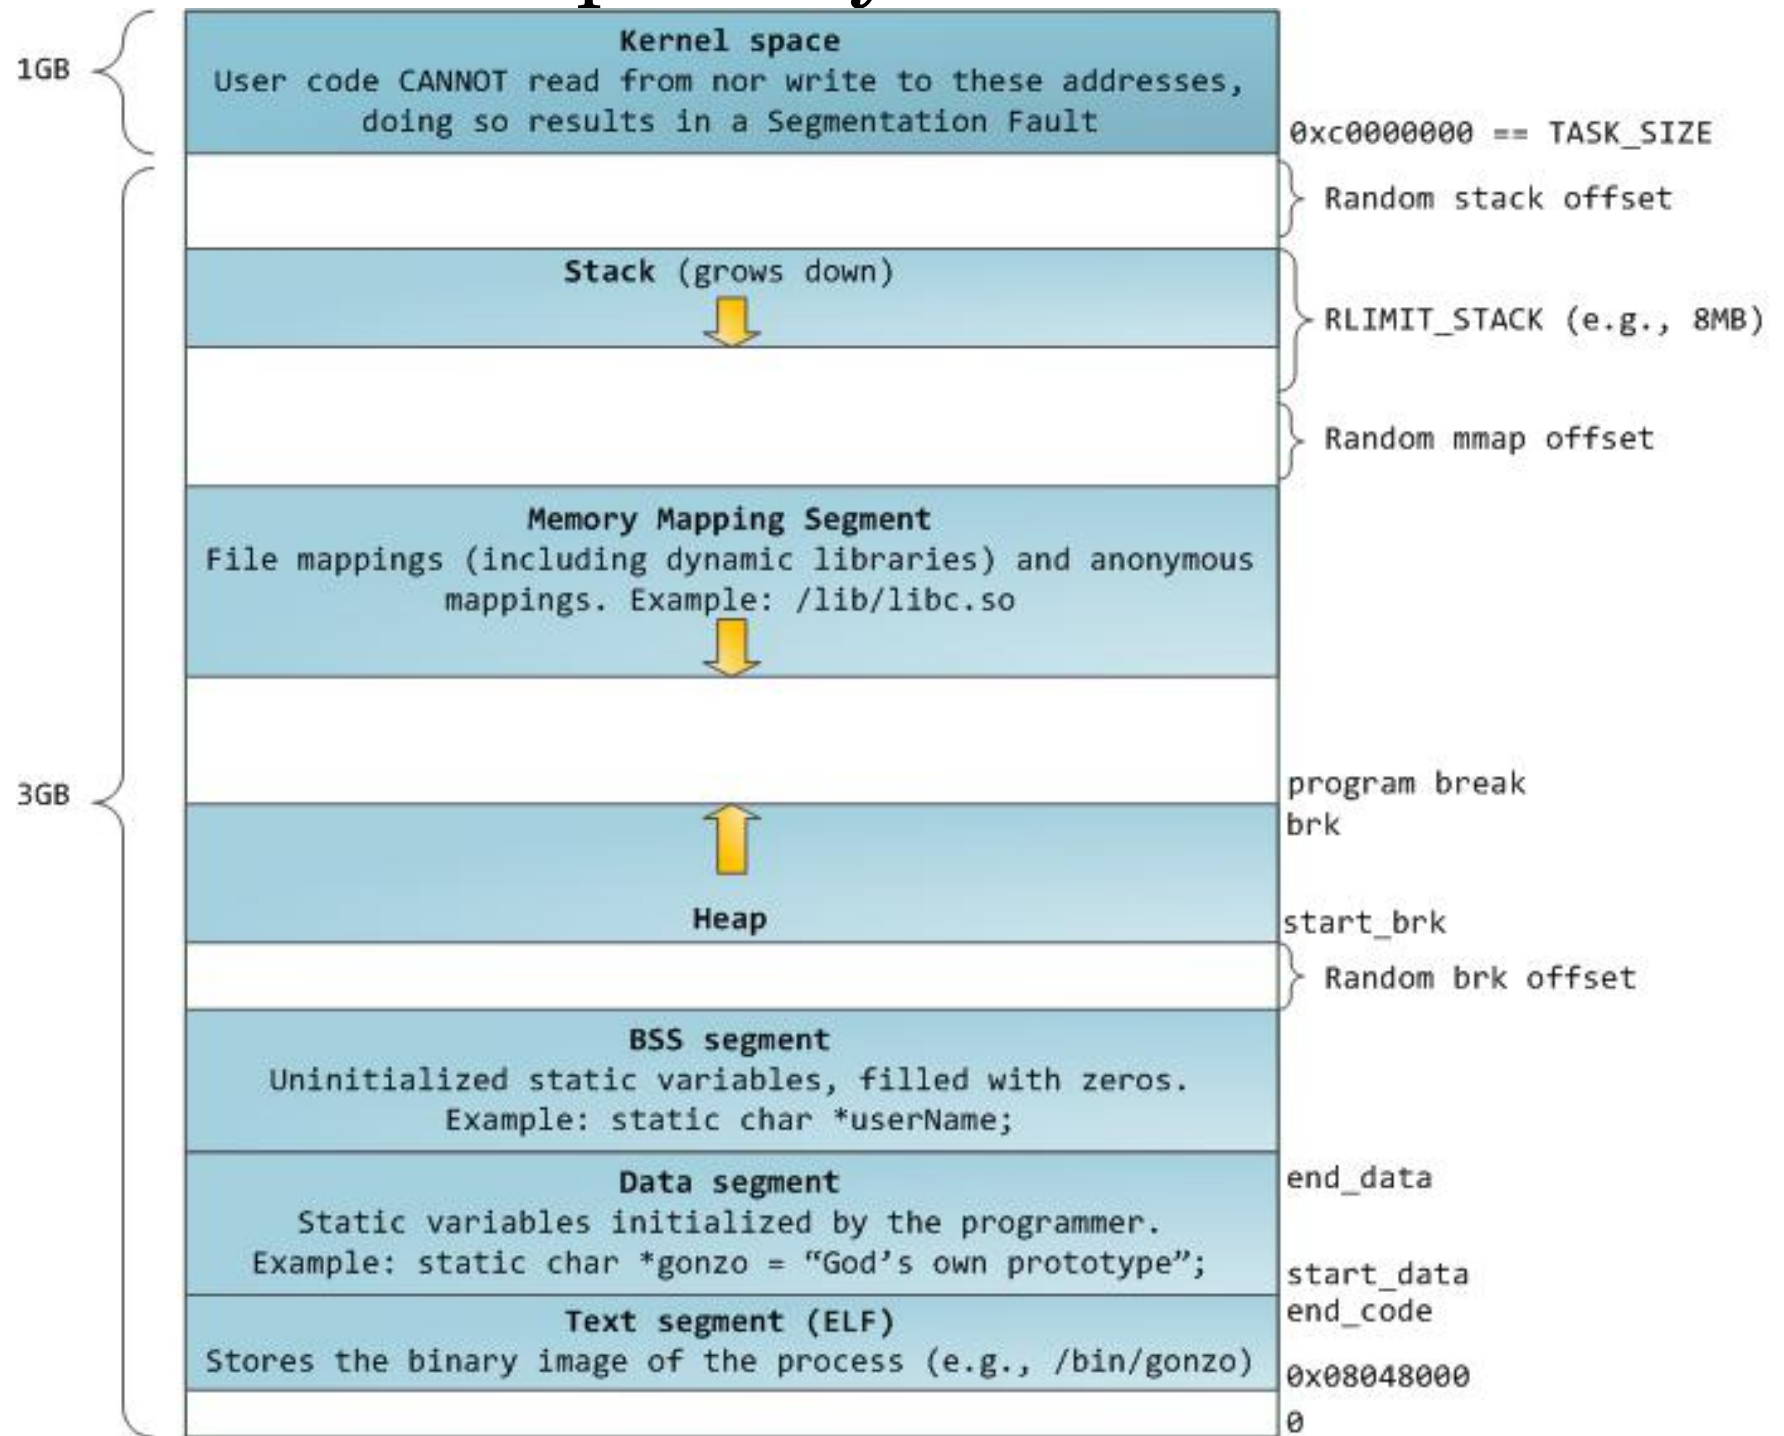 1GB
Kernel space
User code CANNOT read from nor write to these addresses,
doing so results in a Segmentation Fault
0xc0000000 == TASK_SIZE
Random stack offset
Stack (grows down)
RLIMIT_STACK (e.g., 8MB)
Random mmap offset
Memory Mapping Segment
File mappings (including dynamic libraries) and anonymous
mappings. Example: /lib/libc.so
3GB
program break
brk
Heap
start_brk
Random brk offset
BSS segment
Uninitialized static variables, filled with zeros.
Example: static char *userName;
Data segment
end_data
Static variables initialized by the programmer.
Example: static char *gonzo = “God’s own prototype”;
start_data
end_code
Text segment (ELF)
Stores the binary image of the process (e.g., /bin/gonzo)
0x08048000
0